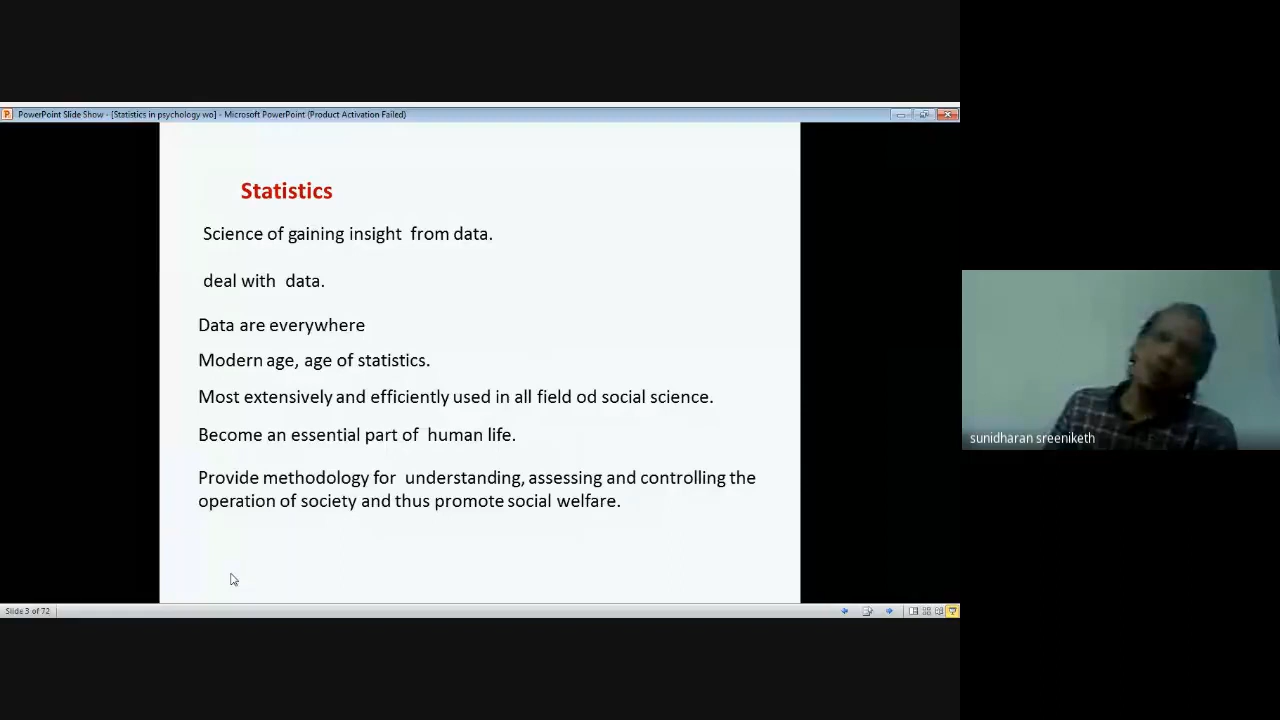 PowerPoint Slide Show - [Statistics in psychology wo] - Microsoft PowerPoint (Product Activation Failed)
Statistics
Science of gaining insight from data.
deal with data.
Data are everywhere
Modern age, age of statistics.
Most extensively and efficiently used in all field od social science.
Become an essential part of human life.
Provide methodology for understanding, assessing and controlling the
operation of society and thus promote social welfare.
sunidharan sreeniketh
Slide 3 of 72